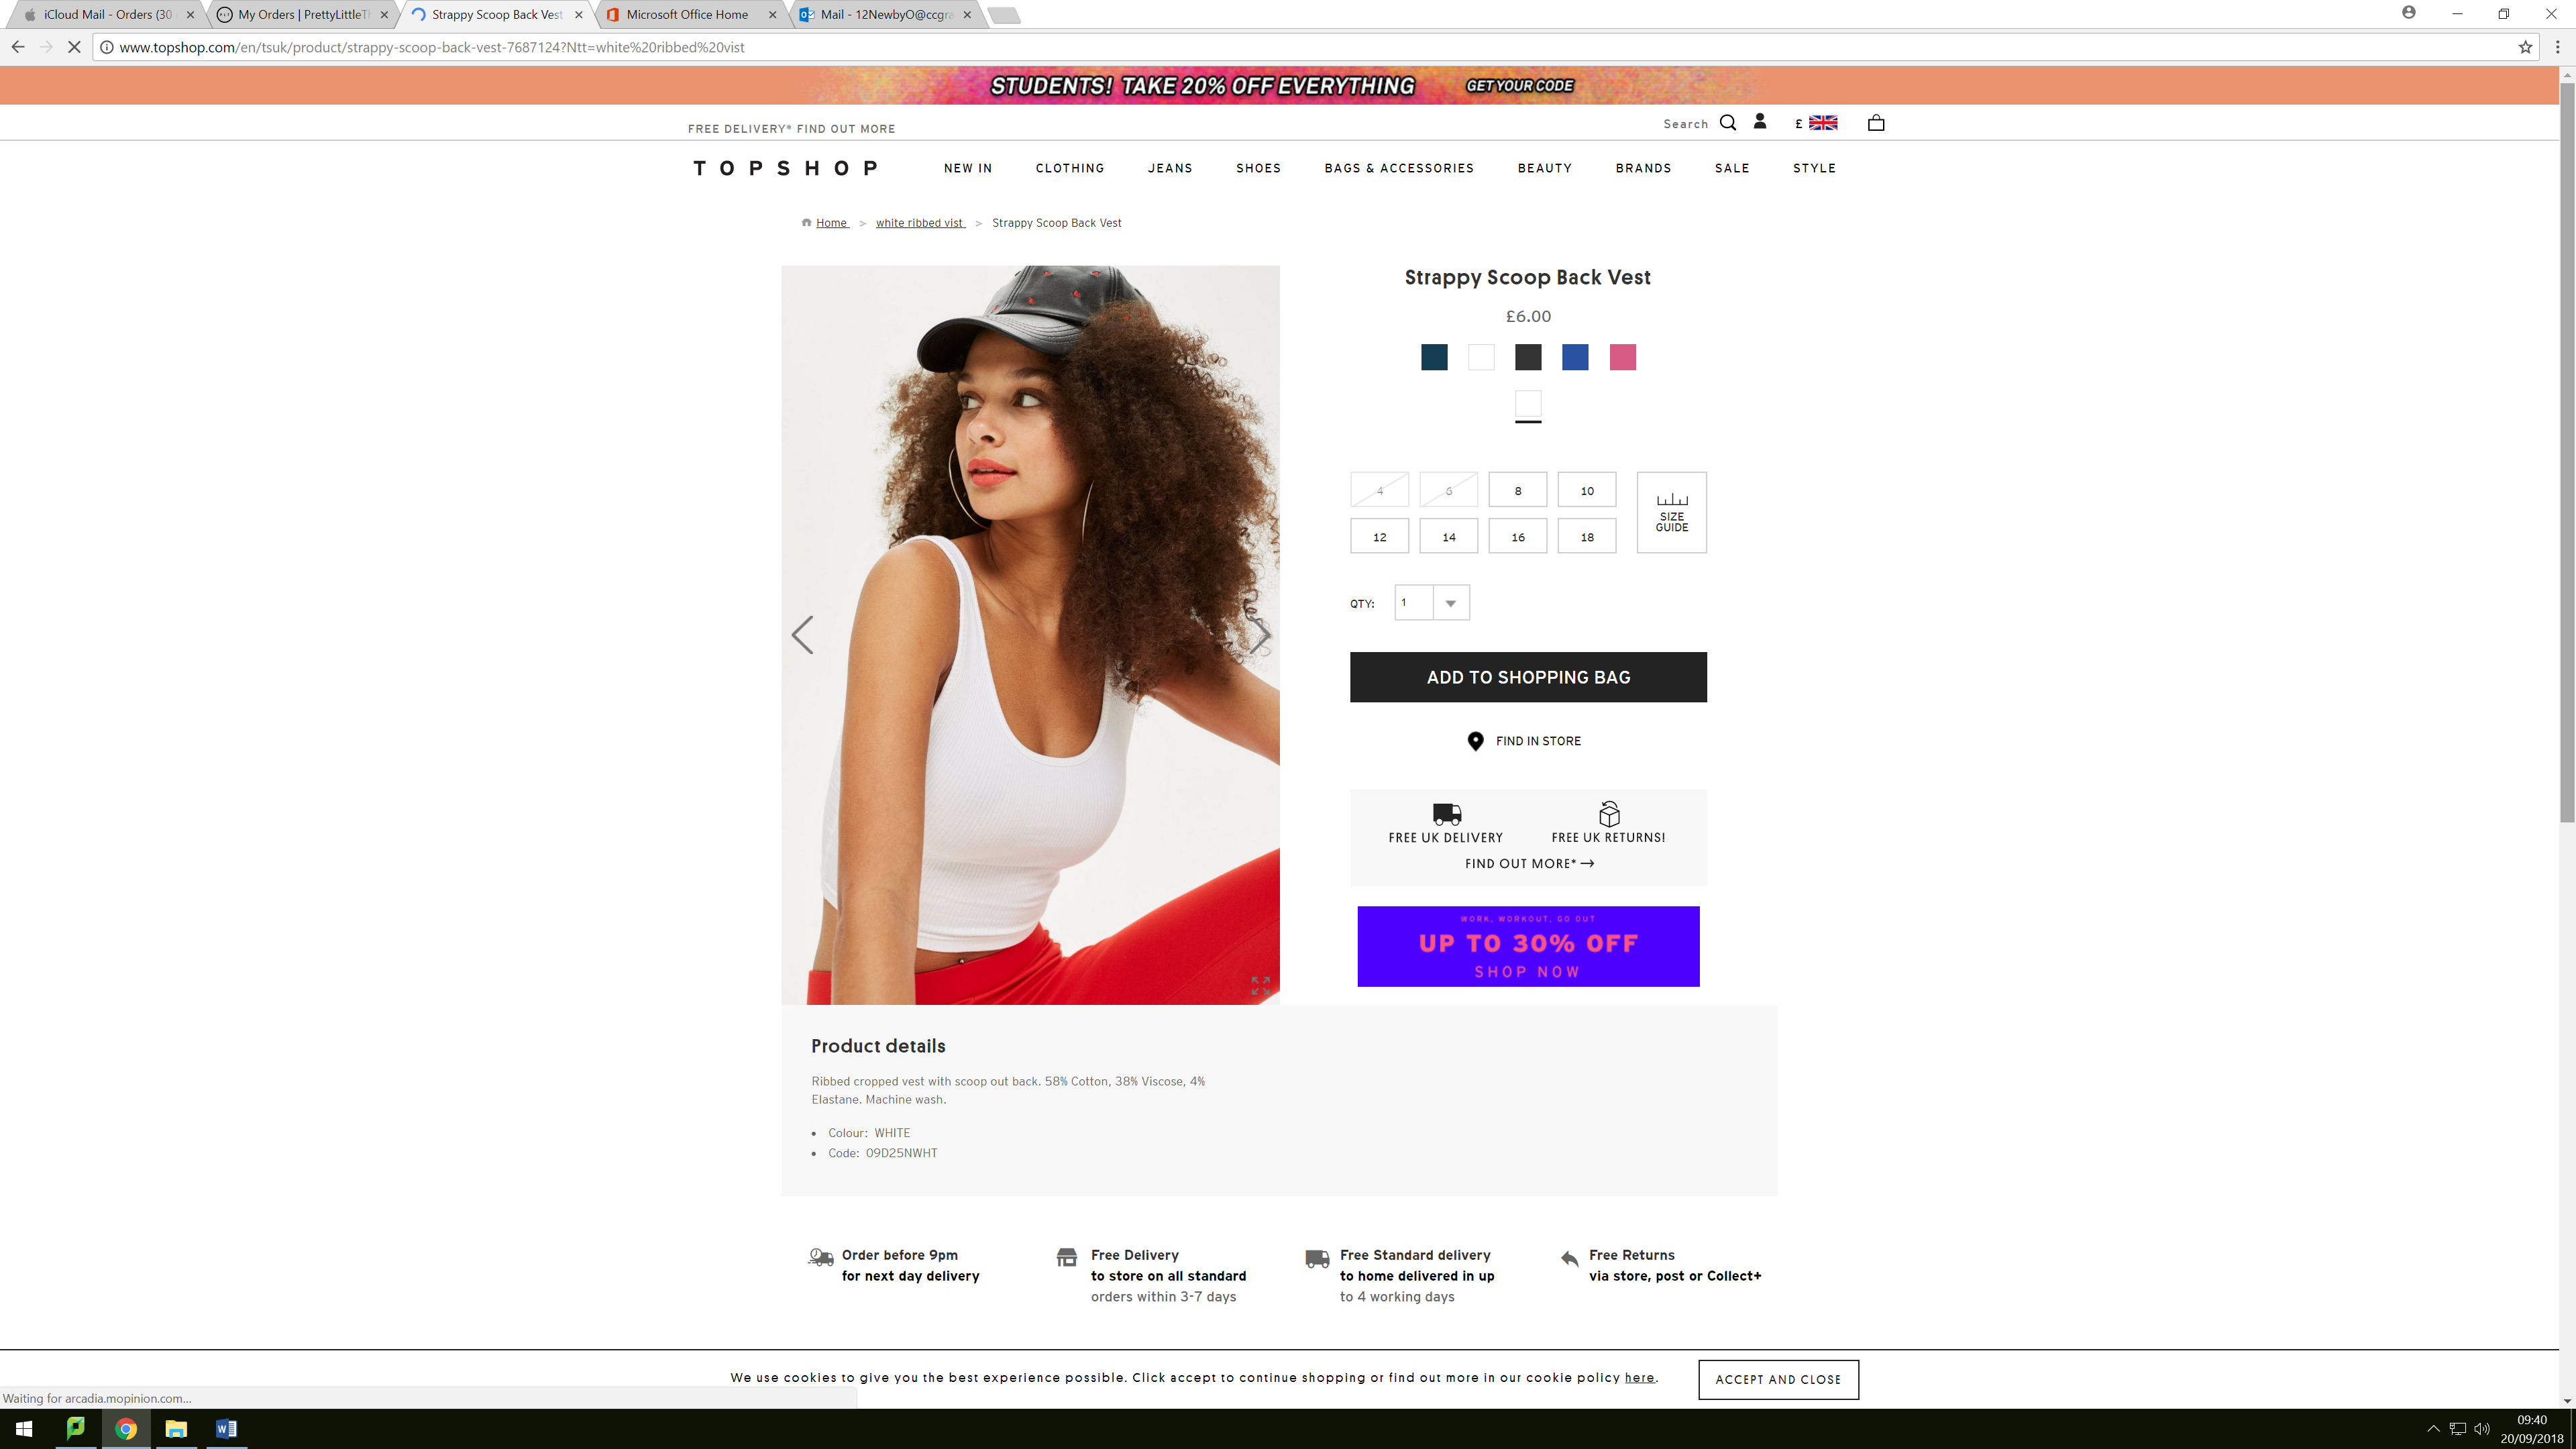 iCloud Mail - Orders (30
My Orders | PrettyLittleT
Strappy Scoop Back Vest
Microsoft Office Home
Mail - 12NewbyO@ccgra
www.topshop.com/en/tsuk/product/strappy-scoop-back-vest-7687124?Ntt=white%20ribbed%20vist
STUDENTS! TAKE 20% OFF EVERYTHING GET YOUR CODE
FREE DELIVERY* FIND OUT MORE
Search
£
TOPSHOP
NEW IN
CLOTHING
JEANS
SHOES
BAGS & ACCESSORIES
BEAUTY
BRANDS
SALE
STYLE
Home > white ribbed vist > Strappy Scoop Back Vest
Strappy Scoop Back Vest
£6.00
4 6 8 10
12 14 16 18
SIZE
GUIDE
QTY: 1
ADD TO SHOPPING BAG
FIND IN STORE
FREE UK DELIVERY
FREE UK RETURNS!
FIND OUT MORE* →
WORK, WORKOUT, GO OUT
UP TO 30% OFF
SHOP NOW
Product details
Ribbed cropped vest with scoop out back. 58% Cotton, 38% Viscose, 4%
Elastane. Machine wash.
• Colour: WHITE
• Code: 09D25NWHT
Order before 9pm
for next day delivery
Free Delivery
to store on all standard
orders within 3-7 days
Free Standard delivery
to home delivered in up
to 4 working days
Free Returns
via store, post or Collect+
We use cookies to give you the best experience possible. Click accept to continue shopping or find out more in our cookie policy here.
ACCEPT AND CLOSE
Waiting for arcadia.mopinion.com...
09:40
20/09/2018